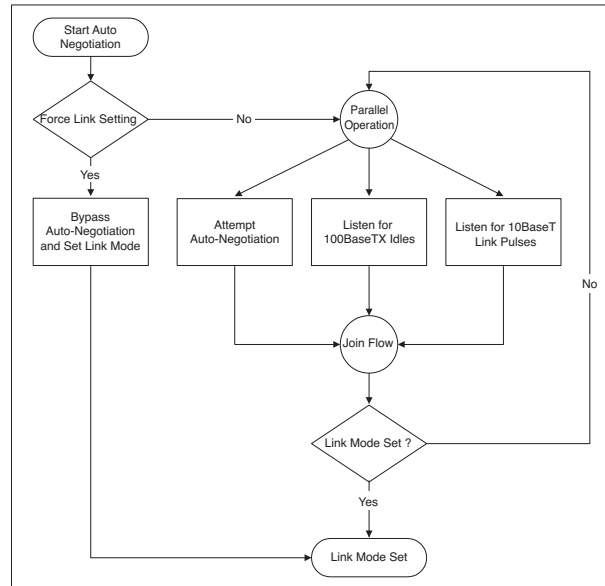 Start Auto
Negotiation
Force Link Setting
No
Parallel
Operation
Yes
Bypass
Auto-Negotiation
and Set Link Mode
Attempt
Auto-Negotiation
Listen for
100BaseTX Idles
Listen for 10BaseT
Link Pulses
No
Join Flow
Link Mode Set ?
Yes
Link Mode Set